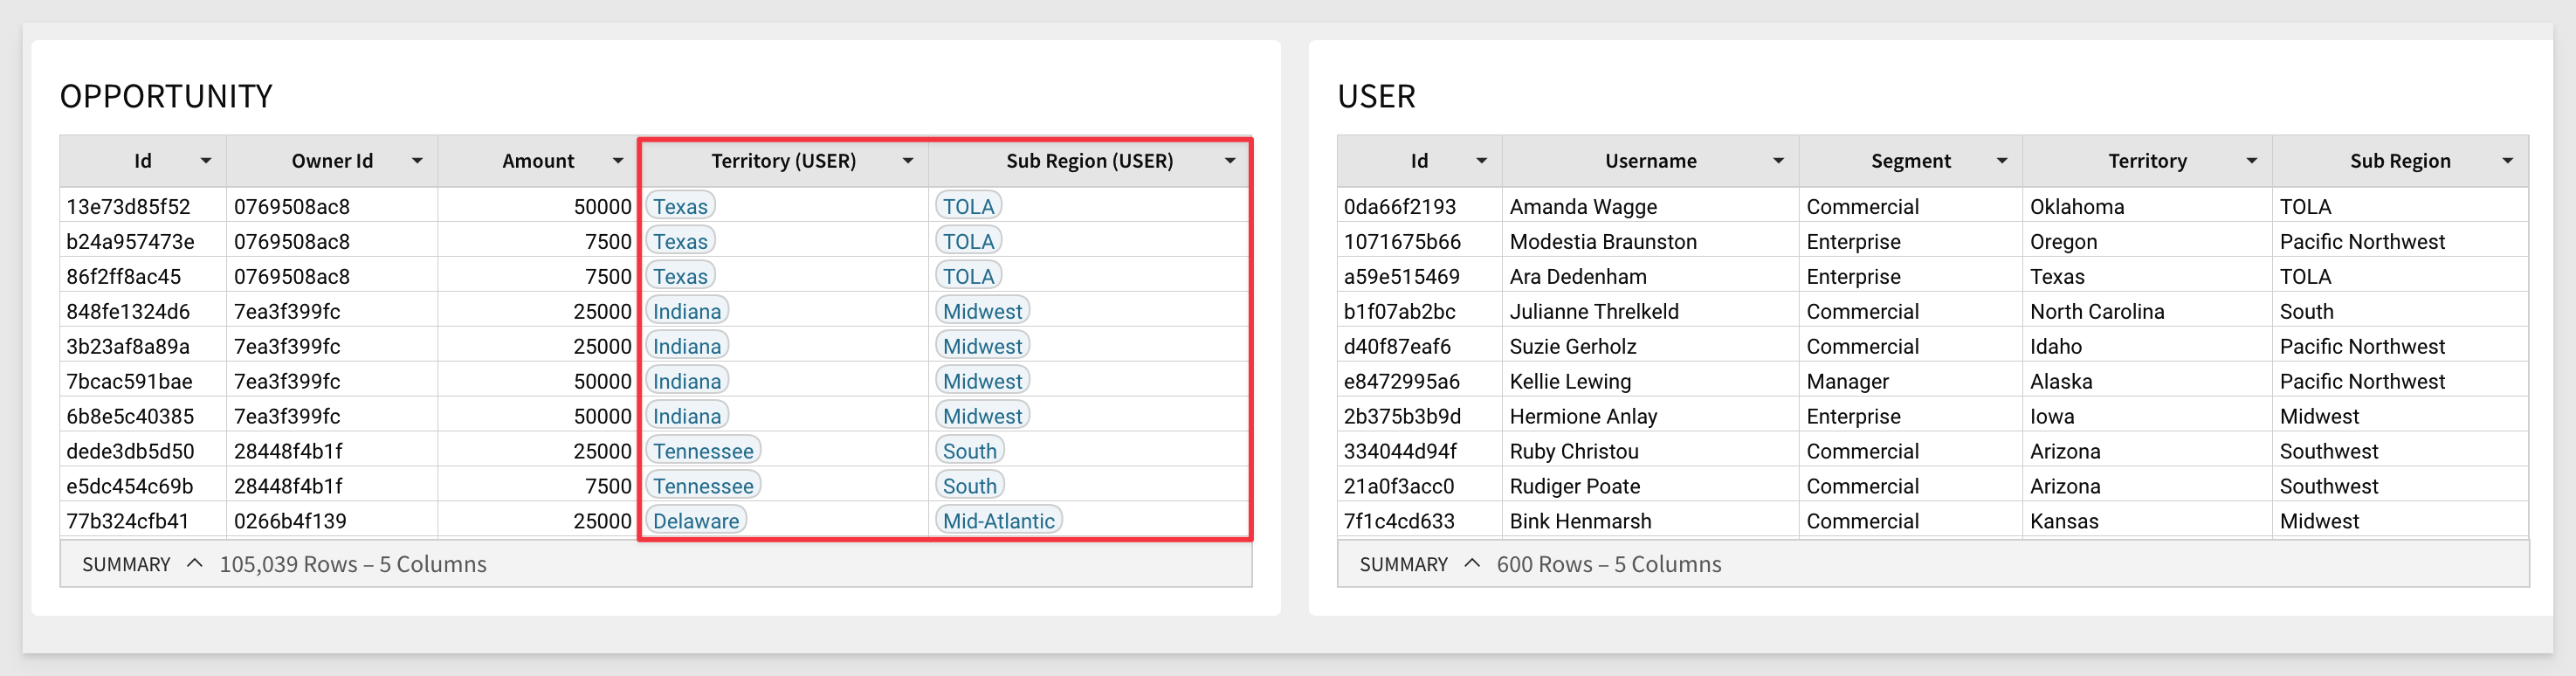 OPPORTUNITY
Id Owner Id Amount Territory (USER) Sub Region (USER)
13e73d85f52 0769508ac8 50000 Texas TOLA
b24a957473e 0769508ac8 7500 Texas TOLA
86f2ff8ac45 0769508ac8 7500 Texas TOLA
848fe1324d6 7ea3f399fc 25000 Indiana Midwest
3b23af8a89a 7ea3f399fc 25000 Indiana Midwest
7bcac591bae 7ea3f399fc 50000 Indiana Midwest
6b8e5c40385 7ea3f399fc 50000 Indiana Midwest
dede3db5d50 28448f4b1f 25000 Tennessee South
e5dc454c69b 28448f4b1f 7500 Tennessee South
77b324cfb41 0266b4f139 25000 Delaware Mid-Atlantic
SUMMARY 105,039 Rows – 5 Columns
USER
Id Username Segment Territory Sub Region
0da66f2193 Amanda Wagge Commercial Oklahoma TOLA
1071675b66 Modestia Braunston Enterprise Oregon Pacific Northwest
a59e515469 Ara Dedenham Enterprise Texas TOLA
b1f07ab2bc Julianne Threlkeld Commercial North Carolina South
d40f87eaf6 Suzie Gerholz Commercial Idaho Pacific Northwest
e8472995a6 Kellie Lewing Manager Alaska Pacific Northwest
2b375b3b9d Hermione Anlay Enterprise Iowa Midwest
334044d94f Ruby Christou Commercial Arizona Southwest
21a0f3acc0 Rudiger Poate Commercial Arizona Southwest
7f1c4cd633 Bink Henmarsh Commercial Kansas Midwest
SUMMARY 600 Rows – 5 Columns